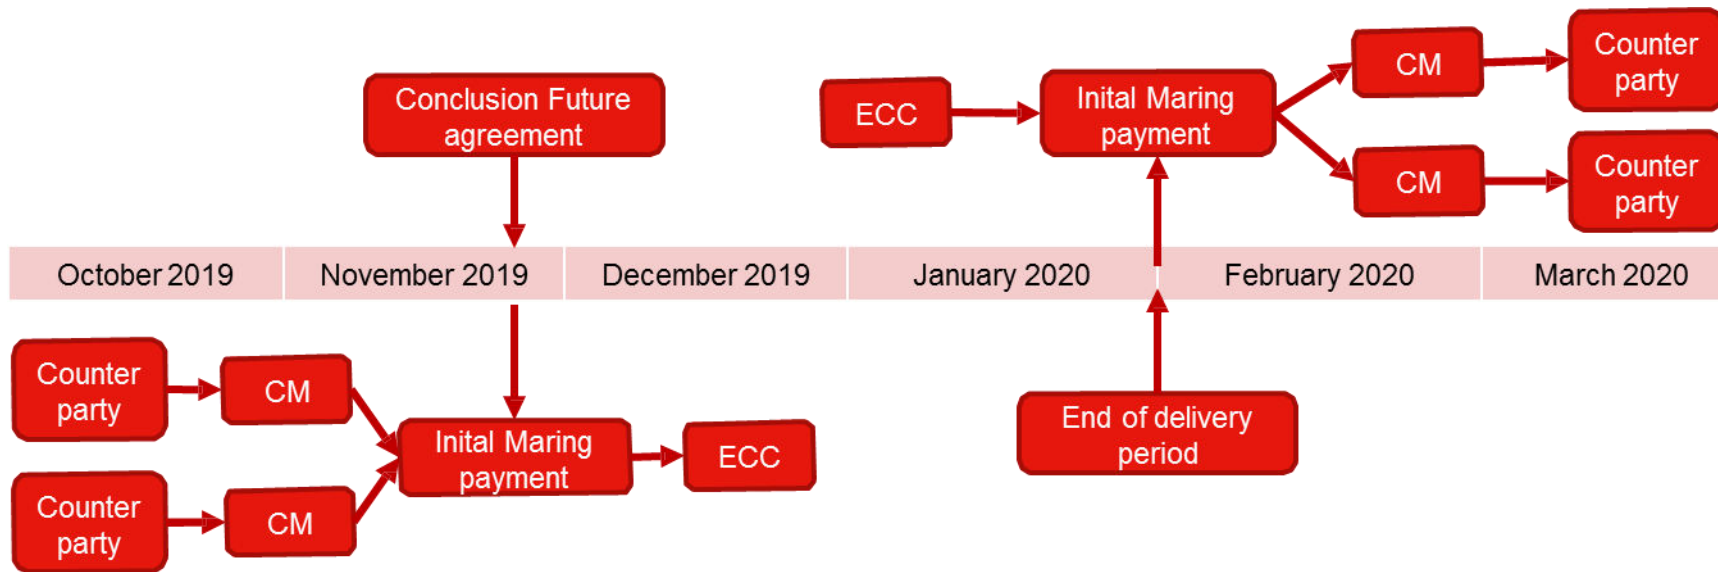 Conclusion Future
agreement
ECC
Inital Maring
payment
CM
Counter
party
CM
Counter
party
October 2019
November 2019
December 2019
January 2020
February 2020
March 2020
Counter
party
CM
Inital Maring
payment
ECC
Counter
party
CM
End of delivery
period